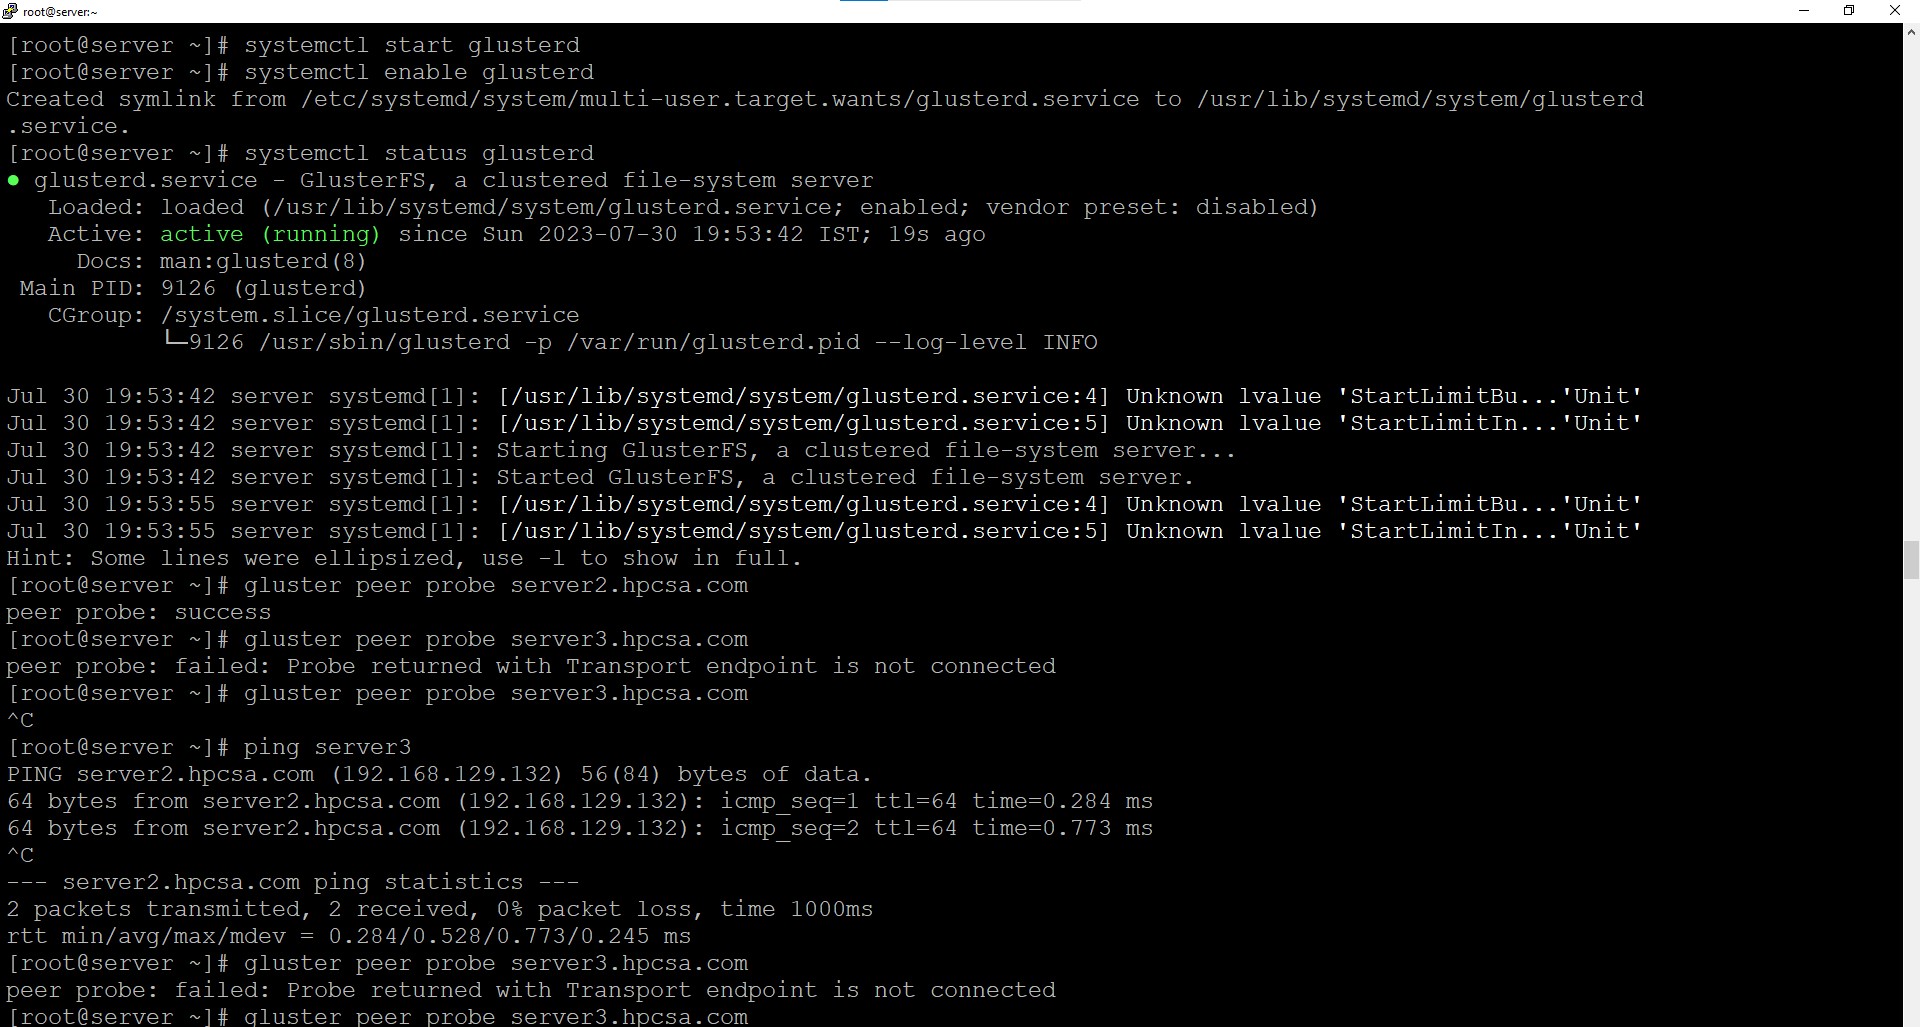 root@server:~
[root@server ~]# systemctl start glusterd
[root@server ~]# systemctl enable glusterd
Created symlink from /etc/systemd/system/multi-user.target.wants/glusterd.service to /usr/lib/systemd/system/glusterd
.service.
[root@server ~]# systemctl status glusterd
● glusterd.service - GlusterFS, a clustered file-system server
   Loaded: loaded (/usr/lib/systemd/system/glusterd.service; enabled; vendor preset: disabled)
   Active: active (running) since Sun 2023-07-30 19:53:42 IST; 19s ago
     Docs: man:glusterd(8)
 Main PID: 9126 (glusterd)
   CGroup: /system.slice/glusterd.service
           └─9126 /usr/sbin/glusterd -p /var/run/glusterd.pid --log-level INFO
Jul 30 19:53:42 server systemd[1]: [/usr/lib/systemd/system/glusterd.service:4] Unknown lvalue 'StartLimitBu...'Unit'
Jul 30 19:53:42 server systemd[1]: [/usr/lib/systemd/system/glusterd.service:5] Unknown lvalue 'StartLimitIn...'Unit'
Jul 30 19:53:42 server systemd[1]: Starting GlusterFS, a clustered file-system server...
Jul 30 19:53:42 server systemd[1]: Started GlusterFS, a clustered file-system server.
Jul 30 19:53:55 server systemd[1]: [/usr/lib/systemd/system/glusterd.service:4] Unknown lvalue 'StartLimitBu...'Unit'
Jul 30 19:53:55 server systemd[1]: [/usr/lib/systemd/system/glusterd.service:5] Unknown lvalue 'StartLimitIn...'Unit'
Hint: Some lines were ellipsized, use -l to show in full.
[root@server ~]# gluster peer probe server2.hpcsa.com
peer probe: success
[root@server ~]# gluster peer probe server3.hpcsa.com
peer probe: failed: Probe returned with Transport endpoint is not connected
[root@server ~]# gluster peer probe server3.hpcsa.com
^C
[root@server ~]# ping server3
PING server2.hpcsa.com (192.168.129.132) 56(84) bytes of data.
64 bytes from server2.hpcsa.com (192.168.129.132): icmp_seq=1 ttl=64 time=0.284 ms
64 bytes from server2.hpcsa.com (192.168.129.132): icmp_seq=2 ttl=64 time=0.773 ms
^C
--- server2.hpcsa.com ping statistics ---
2 packets transmitted, 2 received, 0% packet loss, time 1000ms
rtt min/avg/max/mdev = 0.284/0.528/0.773/0.245 ms
[root@server ~]# gluster peer probe server3.hpcsa.com
peer probe: failed: Probe returned with Transport endpoint is not connected
[root@server ~]# gluster peer probe server3.hpcsa.com